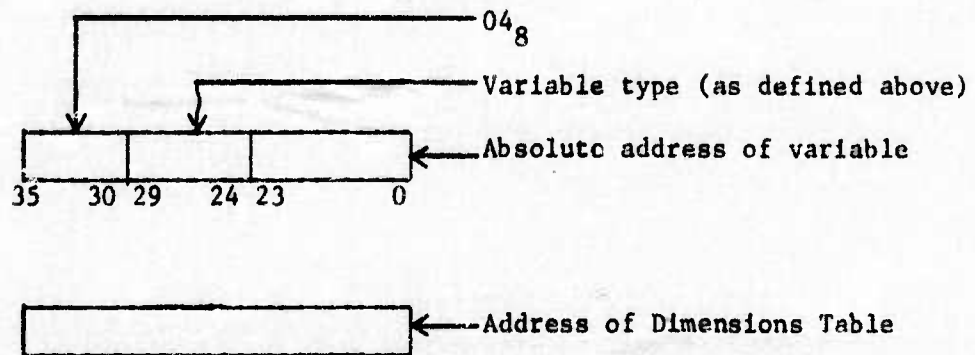 04₈
Variable type (as defined above)
Absolute address of variable
35 30 29 24 23 0
Address of Dimensions Table